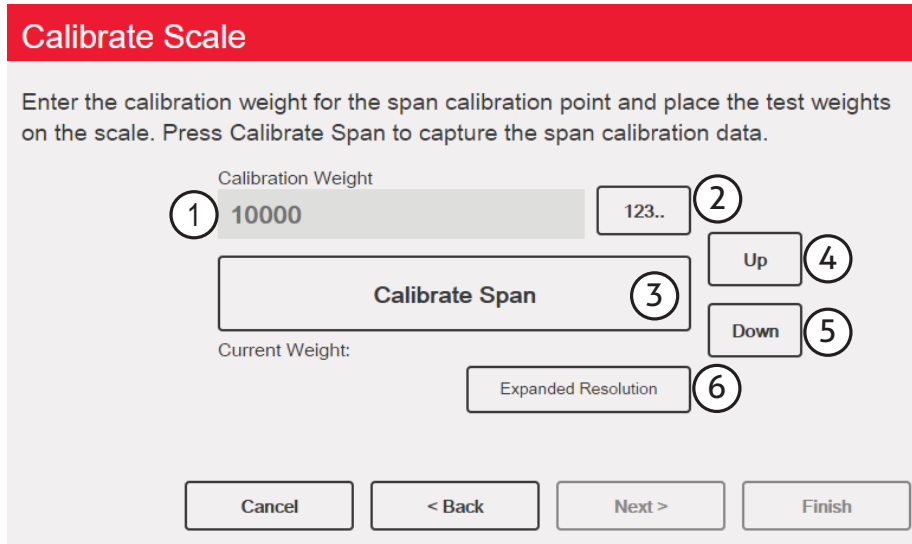 Calibrate Scale
Enter the calibration weight for the span calibration point and place the test weights
on the scale. Press Calibrate Span to capture the span calibration data.
Calibration Weight
1 10000 123.. 2
Up 4
Calibrate Span 3
Down 5
Current Weight:
Expanded Resolution 6
Cancel < Back Next > Finish